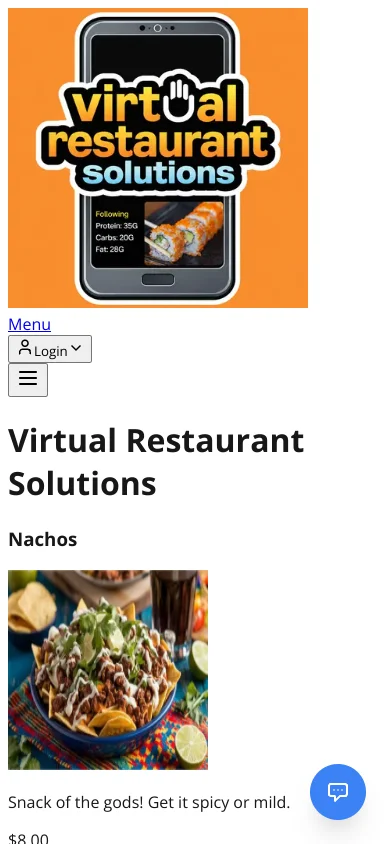 virtual
restaurant
solutions
Following
Protein: 35G
Carbs: 20G
Fat: 28G
Menu
Login
Virtual Restaurant
Solutions
Nachos
Snack of the gods! Get it spicy or mild.
$8.00